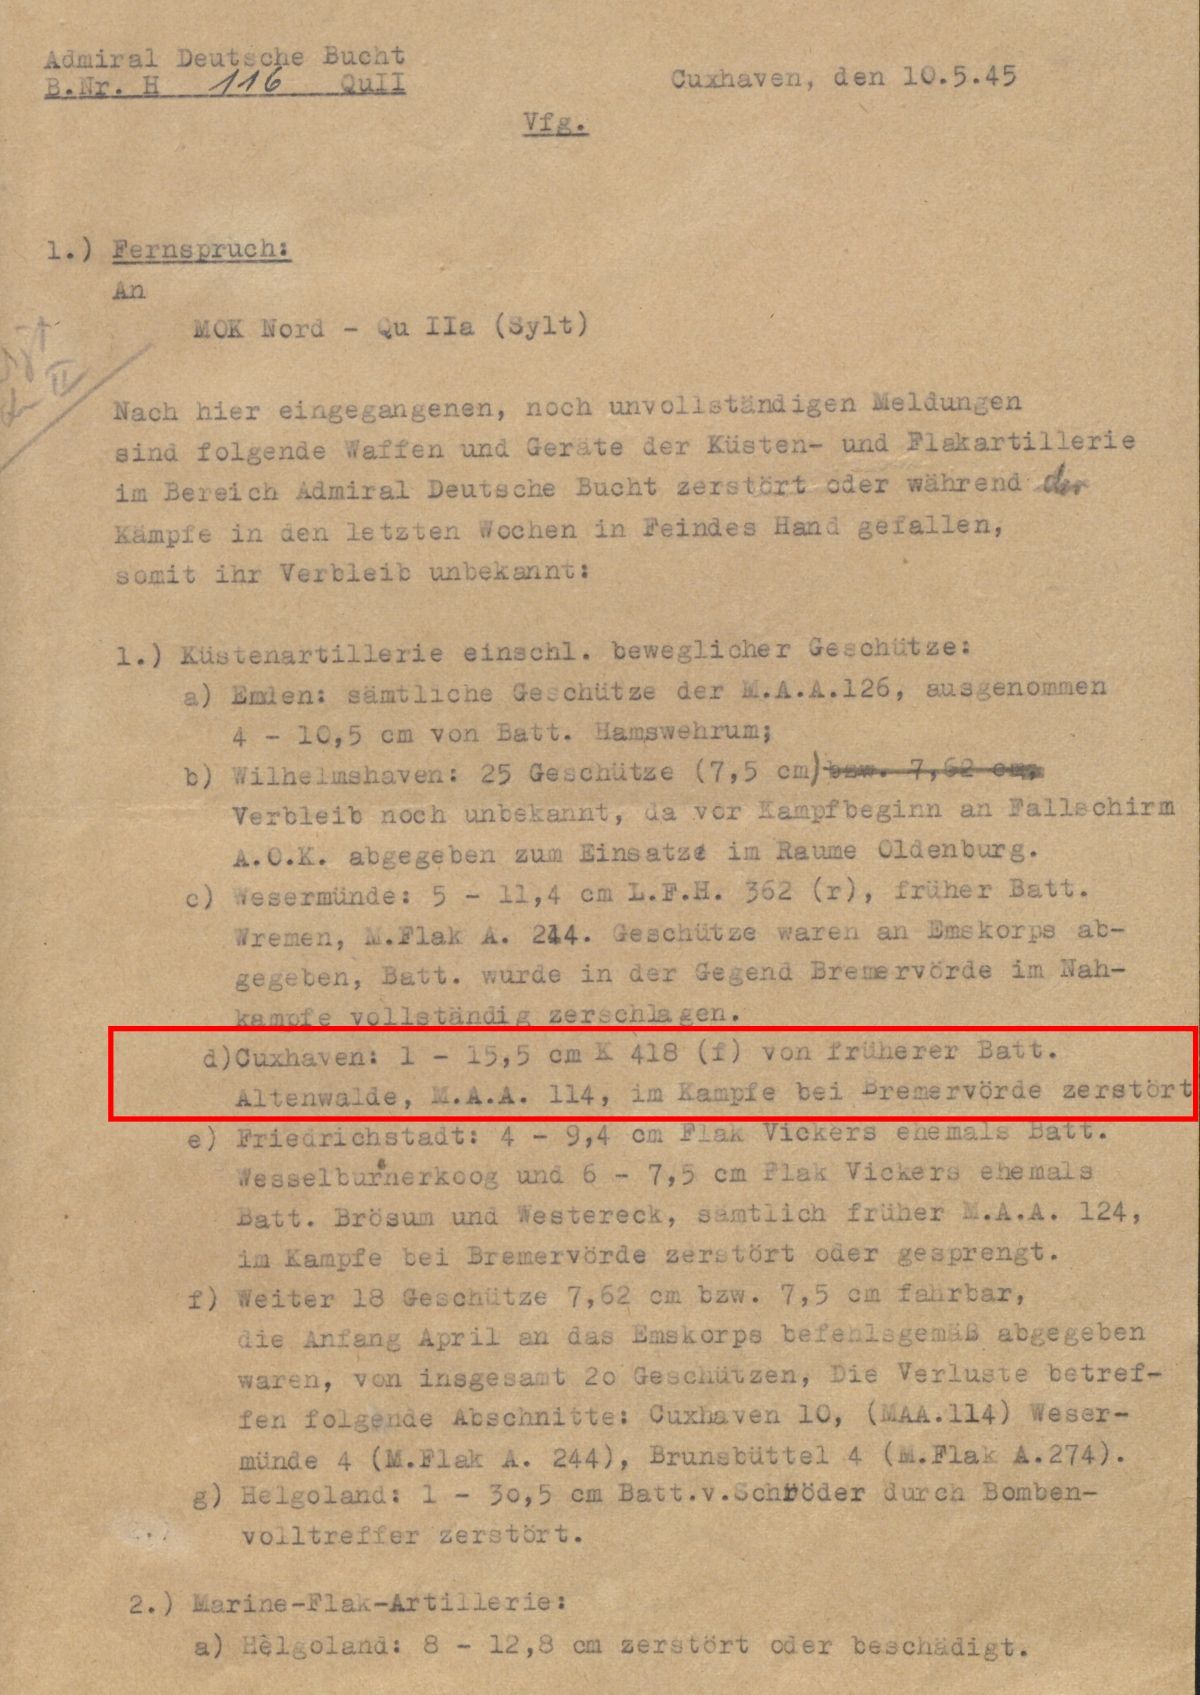 Admiral Deutsche Bucht
B.Nr. H 116 QuII
Cuxhaven, den 10.5.45
Vfg.
1.) Fernspruch:
An
MOK Nord - Qu IIa (Sylt)
Nach hier eingegangenen, noch unvollständigen Meldungen
sind folgende Waffen und Geräte der Küsten- und Flakartillerie
im Bereich Admiral Deutsche Bucht zerstört oder während der
Kämpfe in den letzten Wochen in Feindes Hand gefallen,
somit ihr Verbleib unbekannt:
1.) Küstenartillerie einschl. beweglicher Geschütze:
a) Emden: sämtliche Geschütze der M.A.A.126, ausgenommen
4 - 10,5 cm von Batt. Hamswehrum;
b) Wilhelmshaven: 25 Geschütze (7,5 cm) bzw. 7,62 cm,
Verbleib noch unbekannt, da vor Kampfbeginn an Fallschirm
A.O.K. abgegeben zum Einsatze im Raume Oldenburg.
c) Wesermünde: 5 - 11,4 cm L.F.H. 362 (r), früher Batt.
Wremen, M.Flak A. 244. Geschütze waren an Emskorps ab-
gegeben, Batt. wurde in der Gegend Bremervörde im Nah-
kampfe vollständig zerschlagen.
d)Cuxhaven: 1 - 15,5 cm K 418 (f) von früherer Batt.
Altenwalde, M.A.A. 114, im Kampfe bei Bremervörde zerstört
e) Friedrichstadt: 4 - 9,4 cm Flak Vickers ehemals Batt.
Wesselburnerkoog und 6 - 7,5 cm Flak Vickers ehemals
Batt. Brösum und Westereck, sämtlich früher M.A.A. 124,
im Kampfe bei Bremervörde zerstört oder gesprengt.
f) Weiter 18 Geschütze 7,62 cm bzw. 7,5 cm fahrbar,
die Anfang April an das Emskorps befehlsgemäß abgegeben
waren, von insgesamt 2o Geschützen, Die Verluste betref-
fen folgende Abschnitte: Cuxhaven 10, (MAA.114) Weser-
münde 4 (M.Flak A. 244), Brunsbüttel 4 (M.Flak A.274).
g) Helgoland: 1 - 3o,5 cm Batt.v.Schröder durch Bomben-
volltreffer zerstört.
2.) Marine-Flak-Artillerie:
a) Helgoland: 8 - 12,8 cm zerstört oder beschädigt.